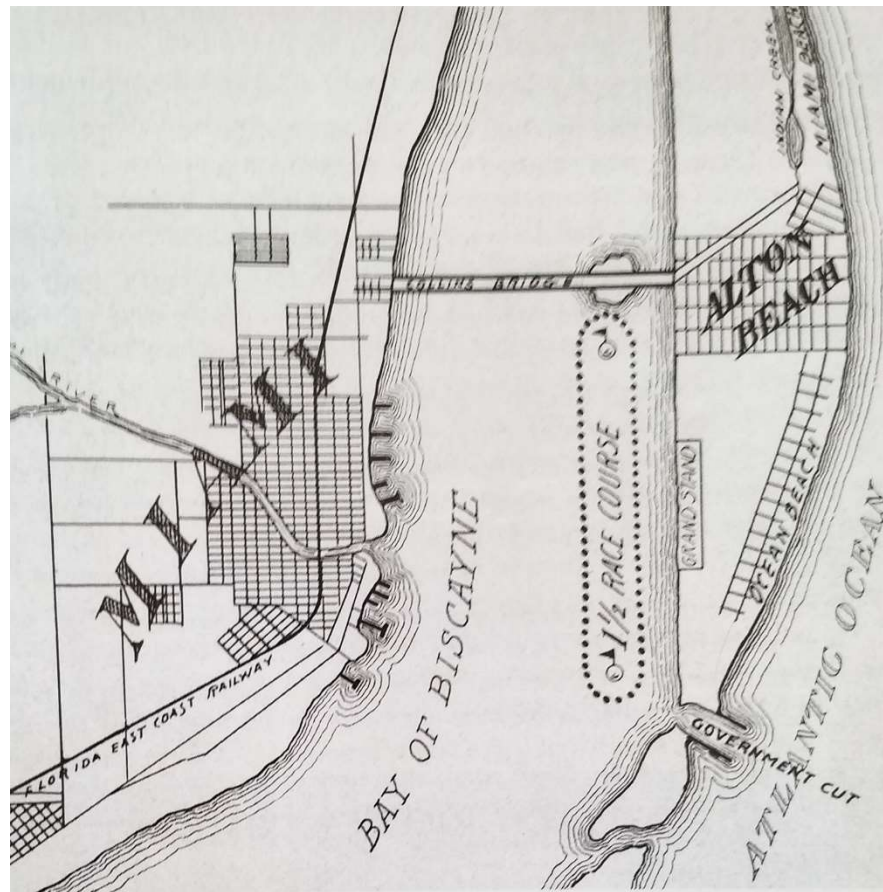 INDIAN CREEK
MIAMI BEACH
COLLINS BRIDGE
ALTON
BEACH
RIVER
MIAMI
1½ RACE COURSE
GRAND STAND
OCEAN BEACH
BAY OF BISCAYNE
FLORIDA EAST COAST RAILWAY
GOVERNMENT CUT
ATLANTIC OCEAN